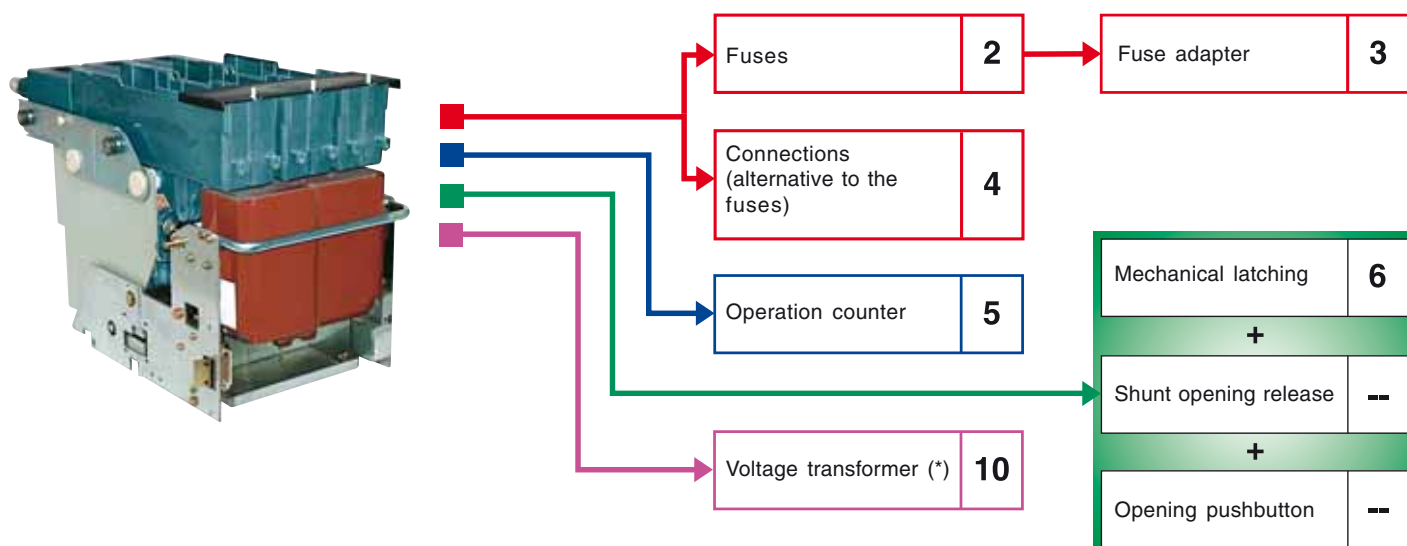 Fuses 2
Fuse adapter 3
Connections
(alternative to the
fuses)
4
Operation counter 5
Mechanical latching 6
+
Shunt opening release --
+
Opening pushbutton --
Voltage transformer (*) 10